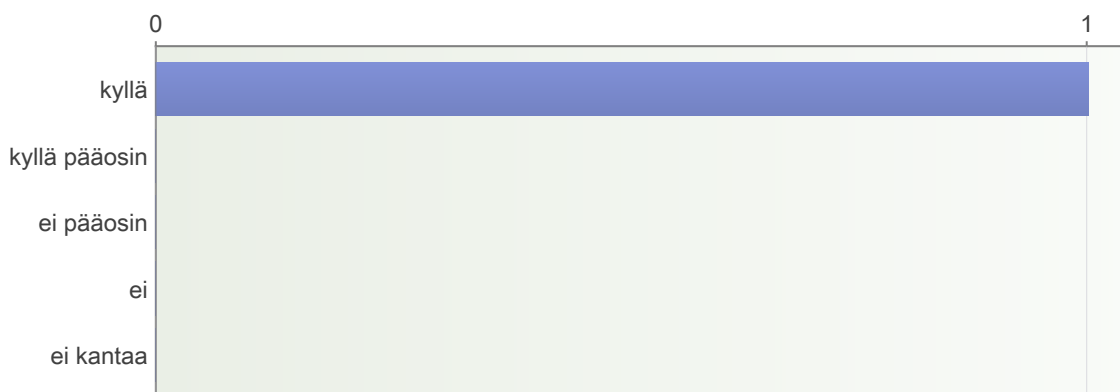 0 1
kyllä
kyllä pääosin
ei pääosin
ei
ei kantaa